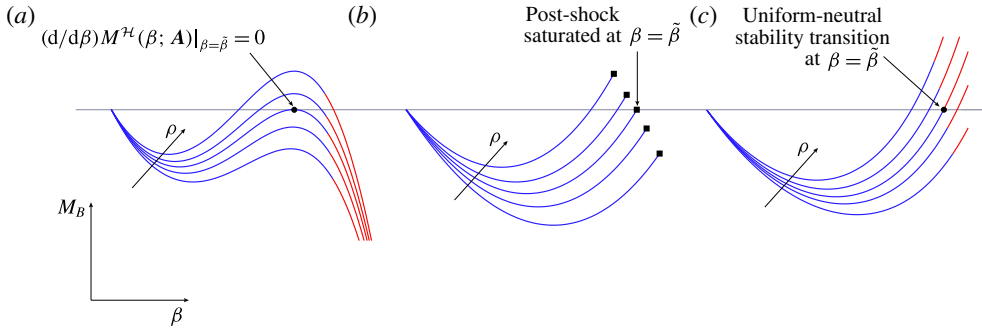 (a)
(d/dβ)M^ℋ(β; A)|_{β=β̃} = 0
ρ
M_B
β
(b)
Post-shock
saturated at β = β̃
ρ
(c)
Uniform-neutral
stability transition
at β = β̃
ρ